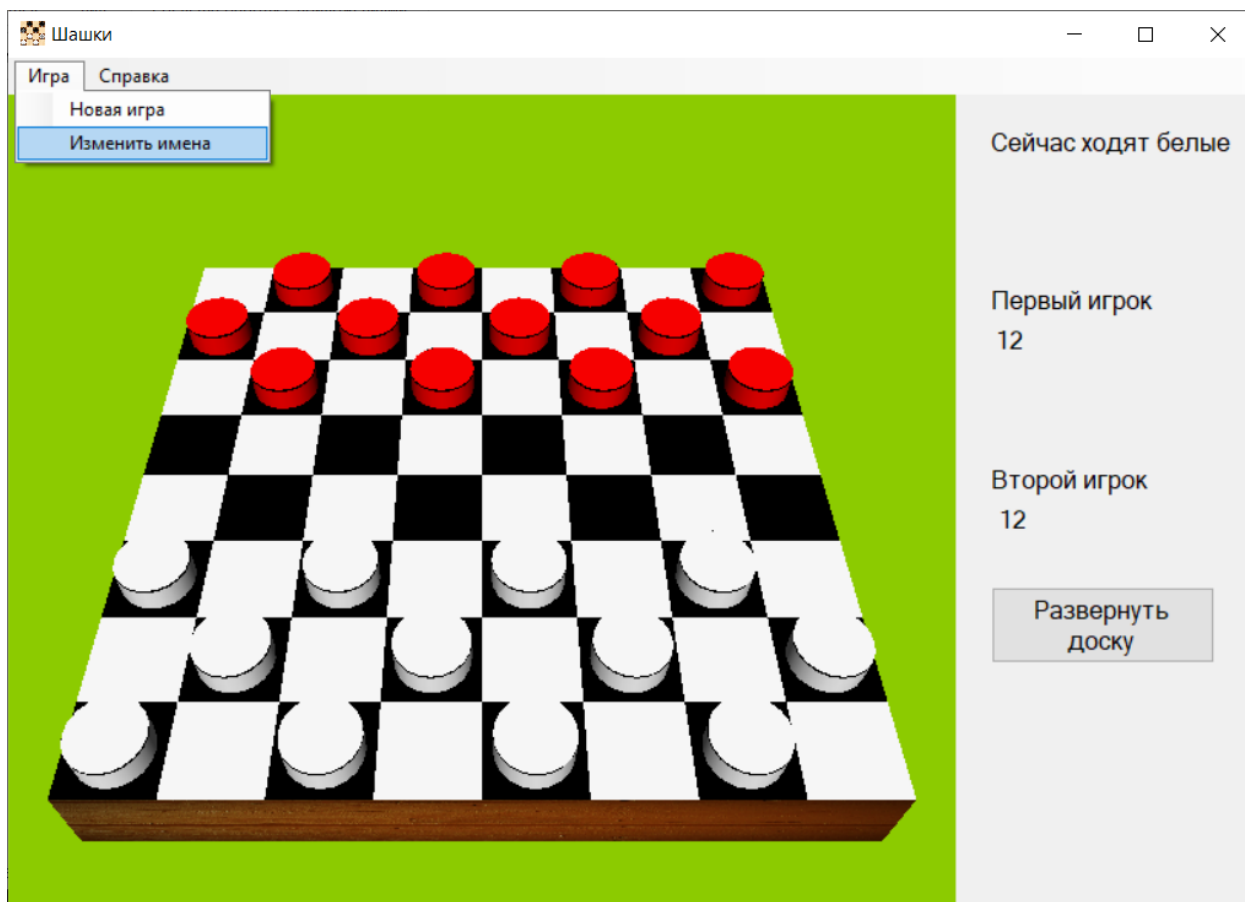 Шашки
Игра Справка
Новая игра
Изменить имена
Сейчас ходят белые
Первый игрок
12
Второй игрок
12
Развернуть
доску